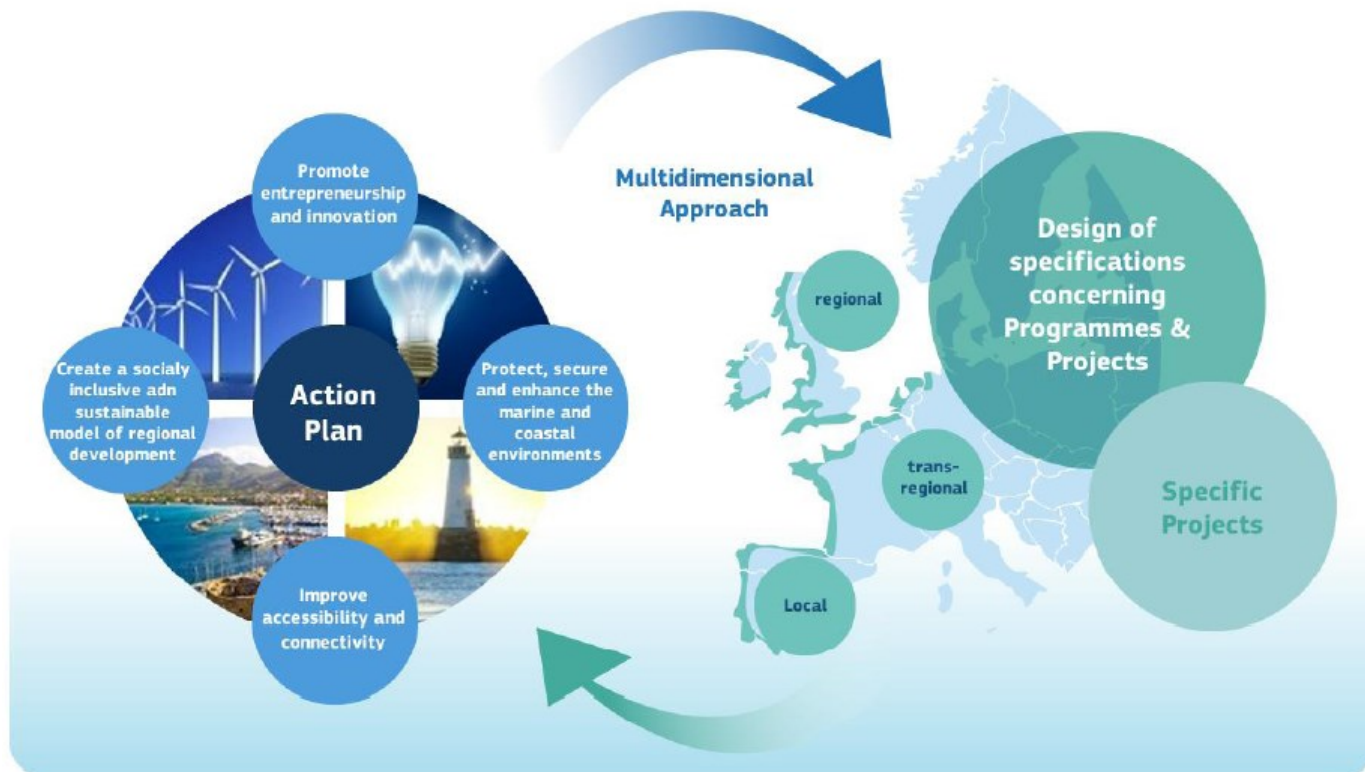 Promote
entrepreneurship
and innovation
Create a socialy
inclusive adn
sustainable
model of regional
development
Action
Plan
Protect, secure
and enhance the
marine and
coastal
environments
Improve
accessibility and
connectivity
Multidimensional
Approach
regional
trans-
regional
Local
Design of
specifications
concerning
Programmes &
Projects
Specific
Projects